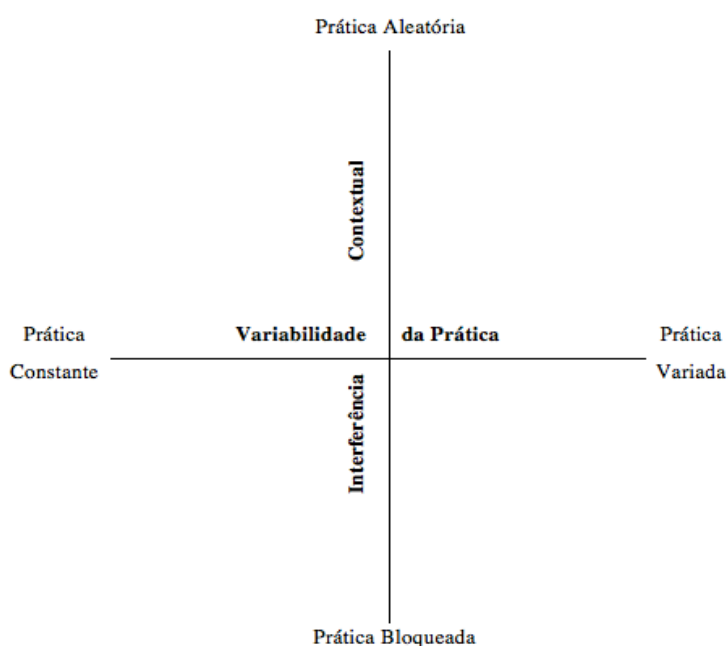 Prática Aleatória
Contextual
Prática
Constante
Variabilidade da Prática
Prática
Variada
Interferência
Prática Bloqueada